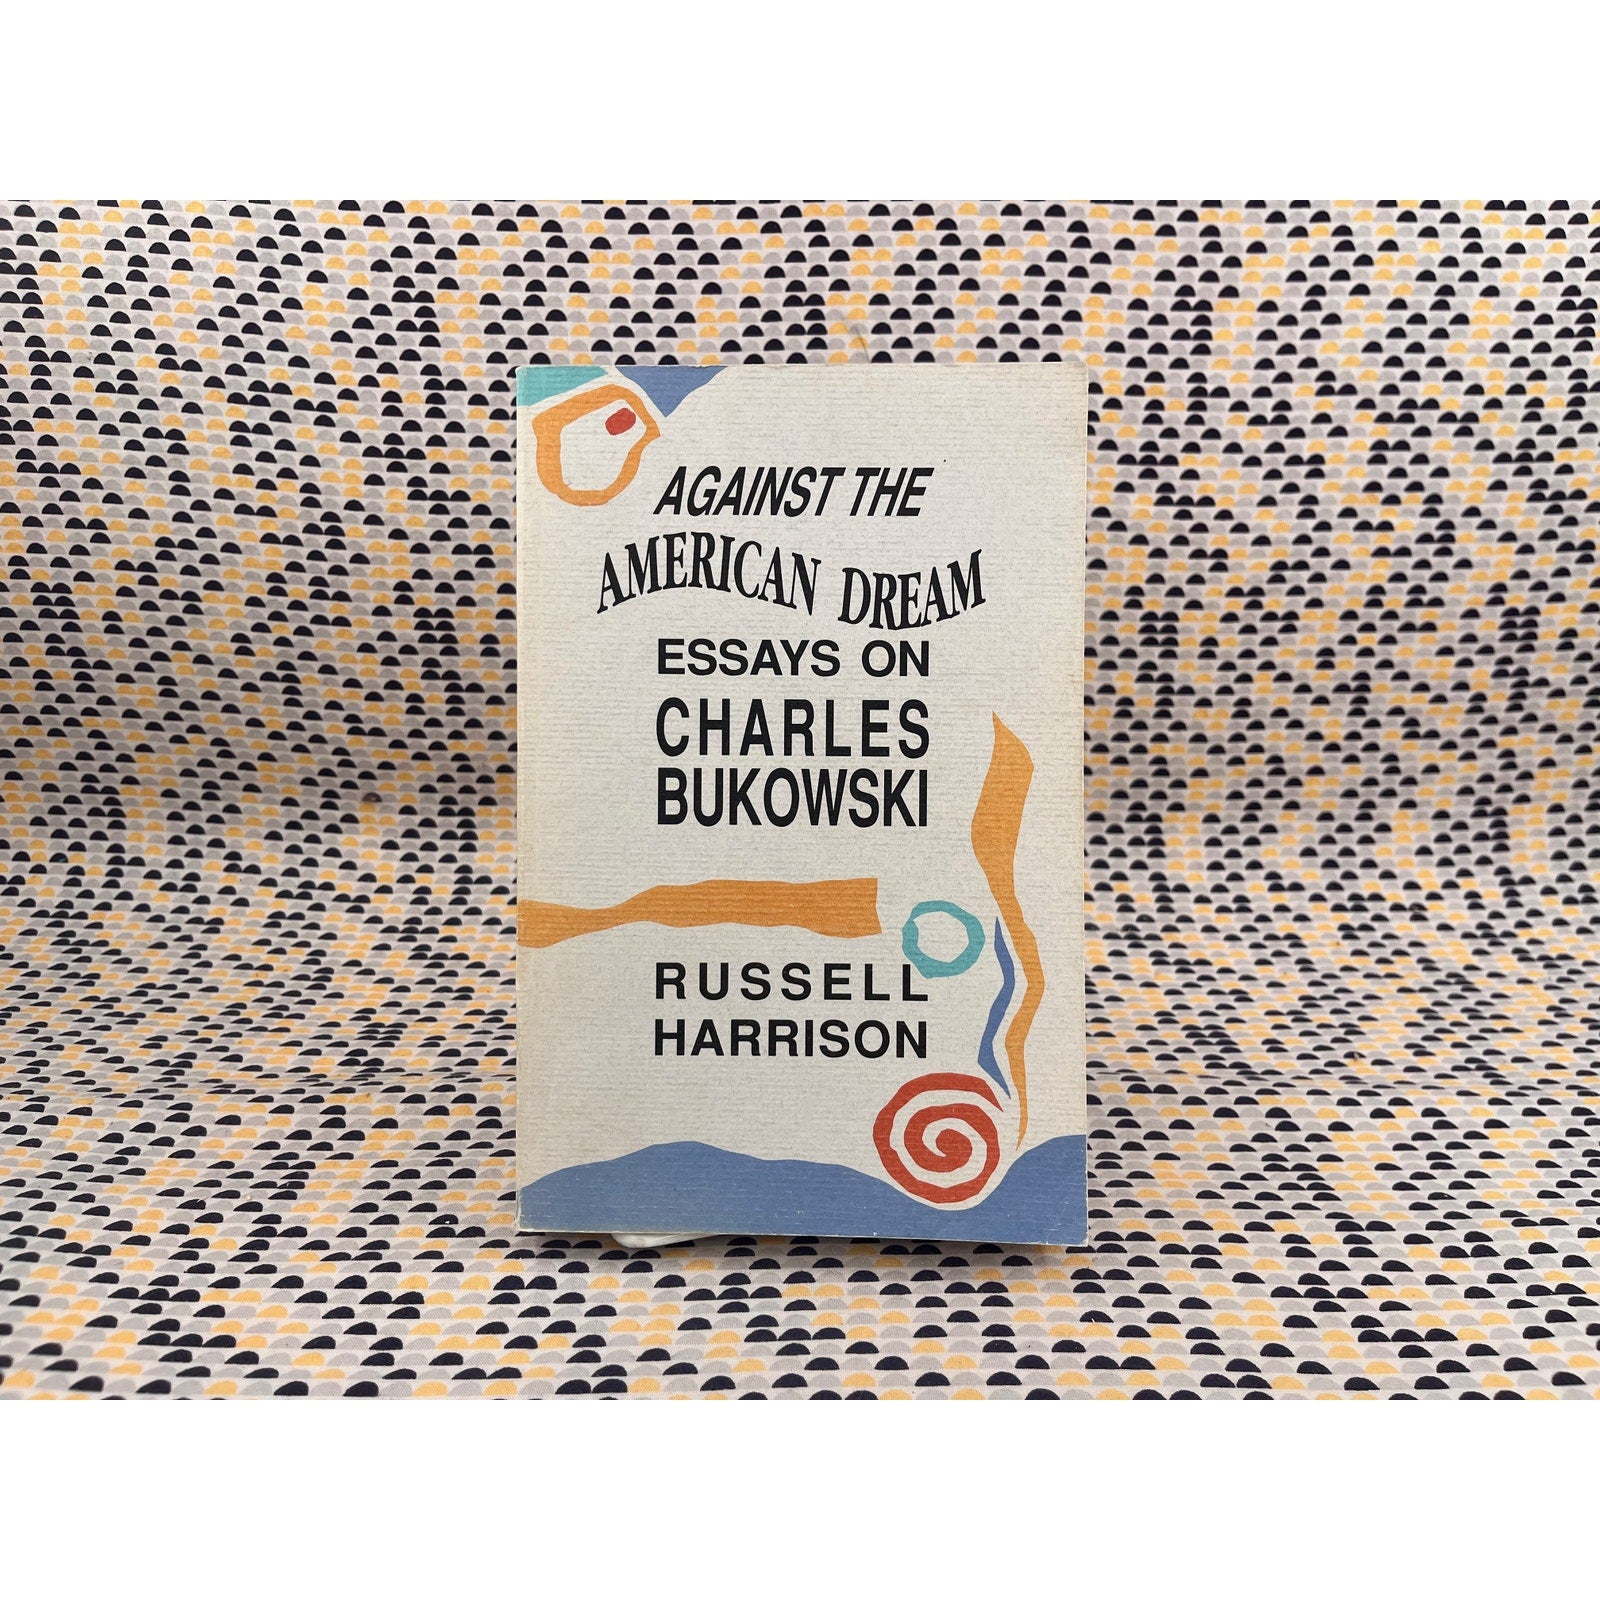 AGAINST THE
AMERICAN DREAM
ESSAYS ON
CHARLES
BUKOWSKI
RUSSELL
HARRISON